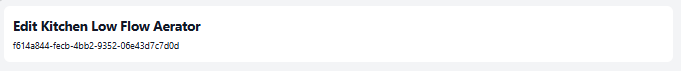 Edit Kitchen Low Flow Aerator
f614a844-fecb-4bb2-9352-06e43d7c7d0d